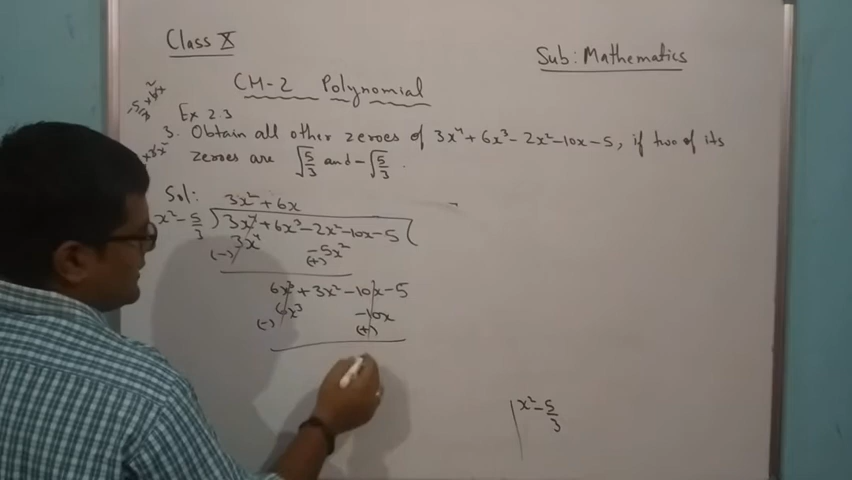 Class X
Sub: Mathematics
CH-2 Polynomial
Ex 2.3
3. Obtain all other zeroes of 3x⁴ + 6x³ - 2x² - 10x - 5, if two of its
zeroes are √5/3 and - √5/3.
Sol: 3x² + 6x
x² - 5/3 ) 3x⁴ + 6x³ - 2x² - 10x - 5 (
3x⁴ - 5x²
(-) (+)
6x³ + 3x² - 10x - 5
6x³ - 10x
(-) (+)
x² - 5/3